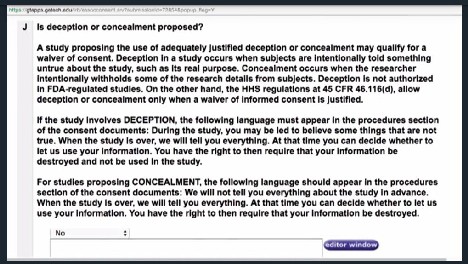 J Is deception or concealment proposed?
A study proposing the use of adequately justified deception or concealment may qualify for a
waiver of consent. Deception in a study occurs when subjects are intentionally told something
untrue about the study, such as its real purpose. Concealment occurs when the researcher
intentionally withholds some of the research details from subjects. Deception is not authorized
in FDA-regulated studies. On the other hand, the HHS regulations at 45 CFR 46.116(d), allow
deception or concealment only when a waiver of informed consent is justified.
If the study involves DECEPTION, the following language must appear in the procedures section
of the consent documents: During the study, you may be led to believe some things that are not
true. When the study is over, we will tell you everything. At that time you can decide whether to
let us use your information. You have the right to then require that your information be
destroyed and not be used in the study.
For studies proposing CONCEALMENT, the following language should appear in the procedures
section of the consent documents: We will not tell you everything about the study in advance.
When the study is over, we will tell you everything. At that time you can decide whether to let us
use your information. You have the right to then require that your information be destroyed.
No
editor window